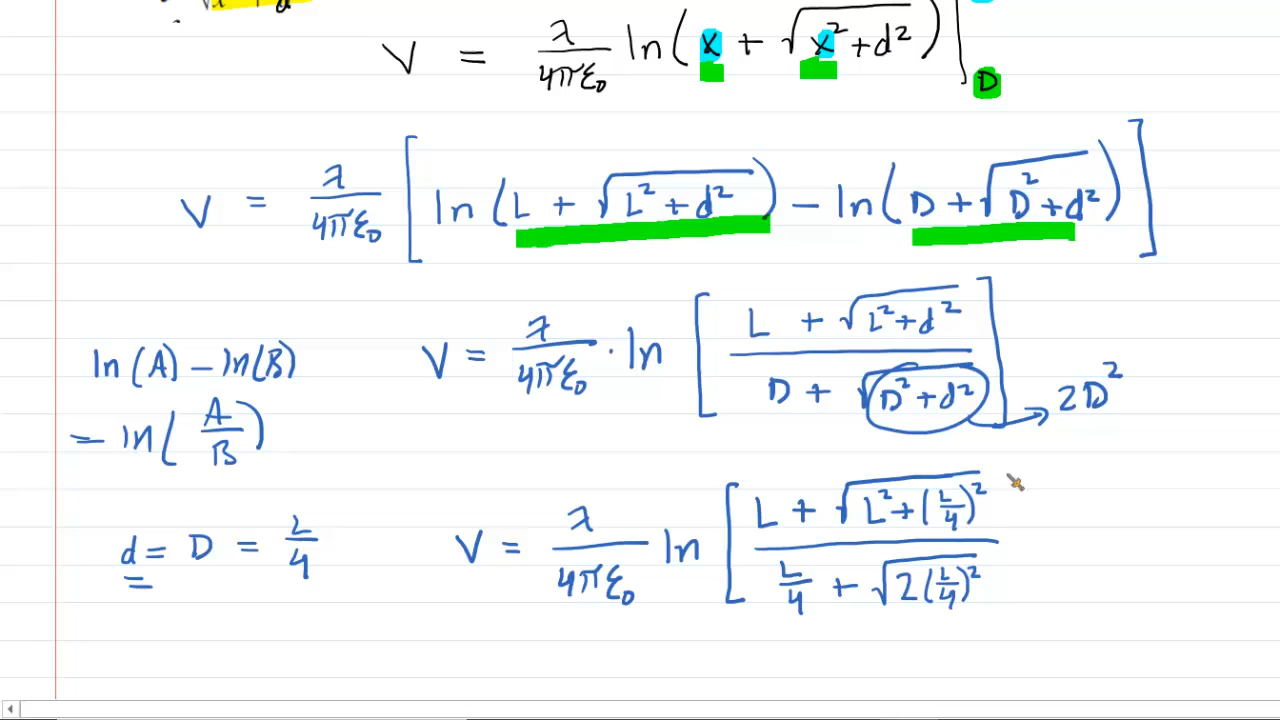 V = λ/4πε₀ ln(x + √x²+d²)]_D
V = λ/4πε₀ [ln(L + √L²+d²) − ln(D+√D²+d²)]
V = λ/4πε₀ · ln [L + √L²+d² / D + √D²+d²] → 2D²
ln(A) − ln(B)
= ln(A/B)
d = D = L/4
V = λ/4πε₀ ln [L + √L²+(L/4)² / L/4 + √2(L/4)²